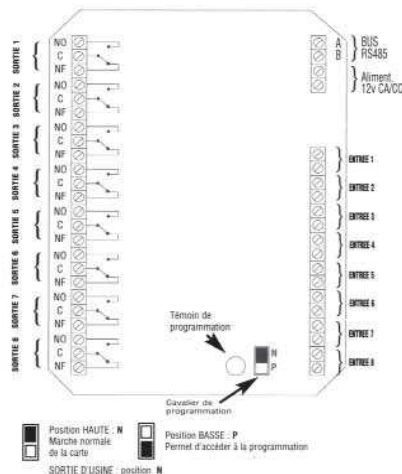 SORTIE 1
NO
C
NF
SORTIE 2
NO
C
NF
SORTIE 3
NO
C
NF
SORTIE 4
NO
C
NF
SORTIE 5
NO
C
NF
SORTIE 6
NO
C
NF
SORTIE 7
NO
C
NF
SORTIE 8
NO
C
NF
A
B
BUS
RS485
Aliment.
12v CA/CC
ENTREE 1
ENTREE 2
ENTREE 3
ENTREE 4
ENTREE 5
ENTREE 6
ENTREE 7
ENTREE 8
Témoin de
programmation
N
P
Cavalier de
programmation
Position HAUTE : N
Marche normale
de la carte
Position BASSE : P
Permet d'accéder à la programmation
SORTIE D'USINE : position N